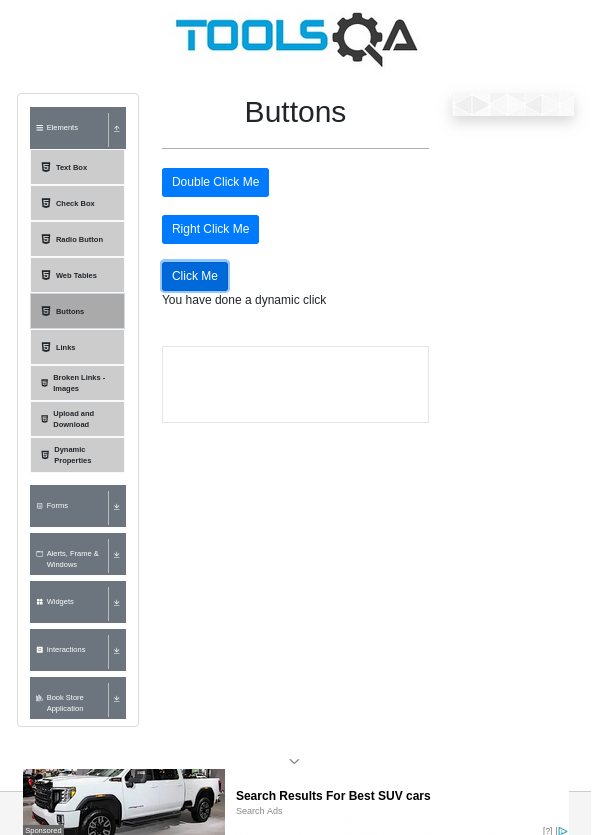 TOOLSQA
Elements
Text Box
Check Box
Radio Button
Web Tables
Buttons
Links
Broken Links -
Images
Upload and
Download
Dynamic
Properties
Forms
Alerts, Frame &
Windows
Widgets
Interactions
Book Store
Application
Buttons
Double Click Me
Right Click Me
Click Me
You have done a dynamic click
Sponsored
Search Results For Best SUV cars
Search Ads
[?]